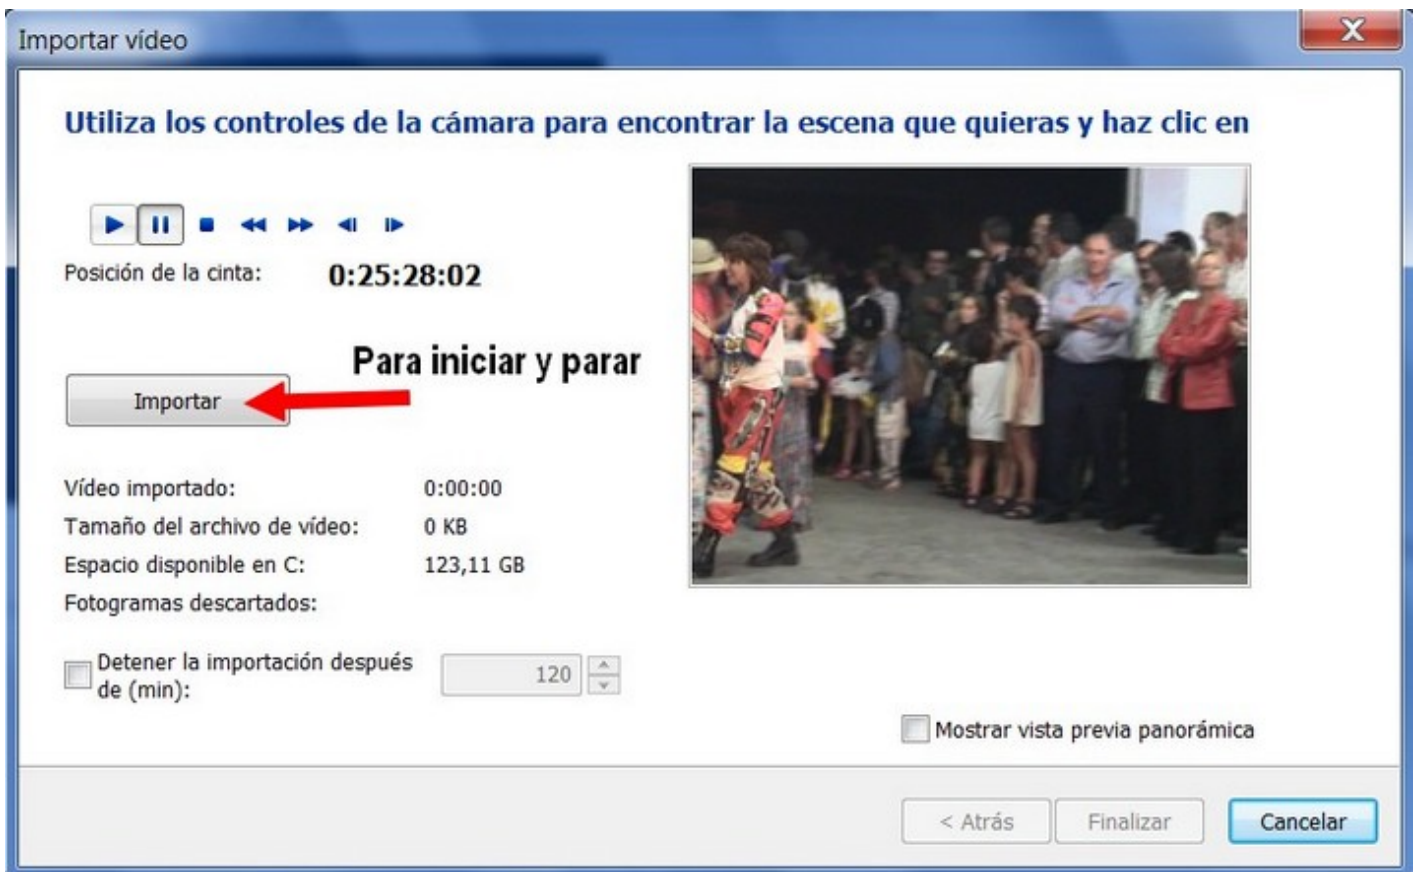 Importar vídeo
Utiliza los controles de la cámara para encontrar la escena que quieras y haz clic en
Posición de la cinta: 0:25:28:02
Para iniciar y parar
Importar
Vídeo importado: 0:00:00
Tamaño del archivo de vídeo: 0 KB
Espacio disponible en C: 123,11 GB
Fotogramas descartados:
Detener la importación después
de (min): 120
Mostrar vista previa panorámica
< Atrás Finalizar Cancelar